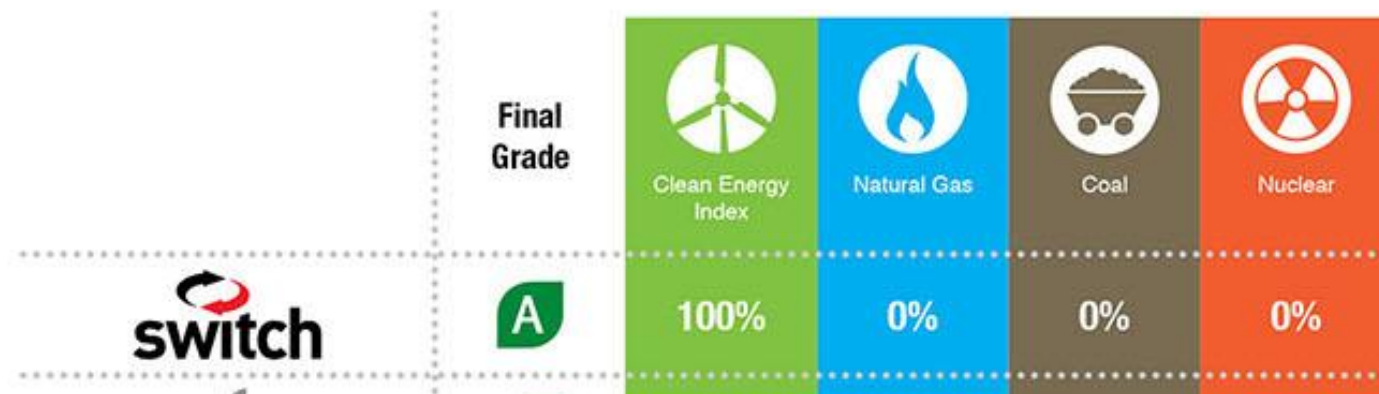 Final
Grade
Clean Energy
Index
Natural Gas
Coal
Nuclear
switch
A
100%
0%
0%
0%